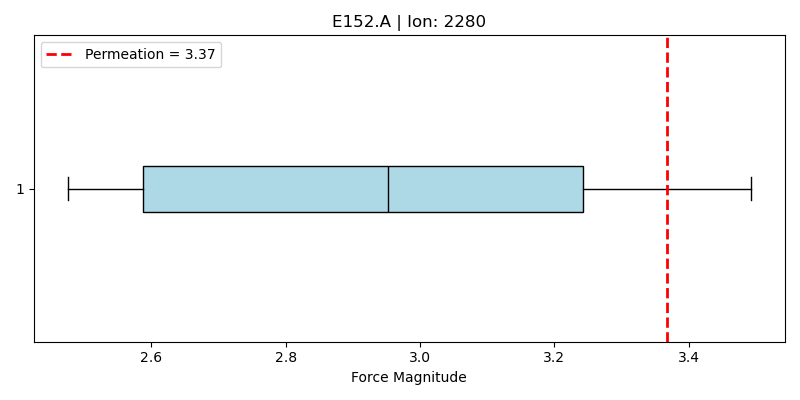 E152.A | Ion: 2280
Permeation = 3.37
1
2.6 2.8 3.0 3.2 3.4
Force Magnitude